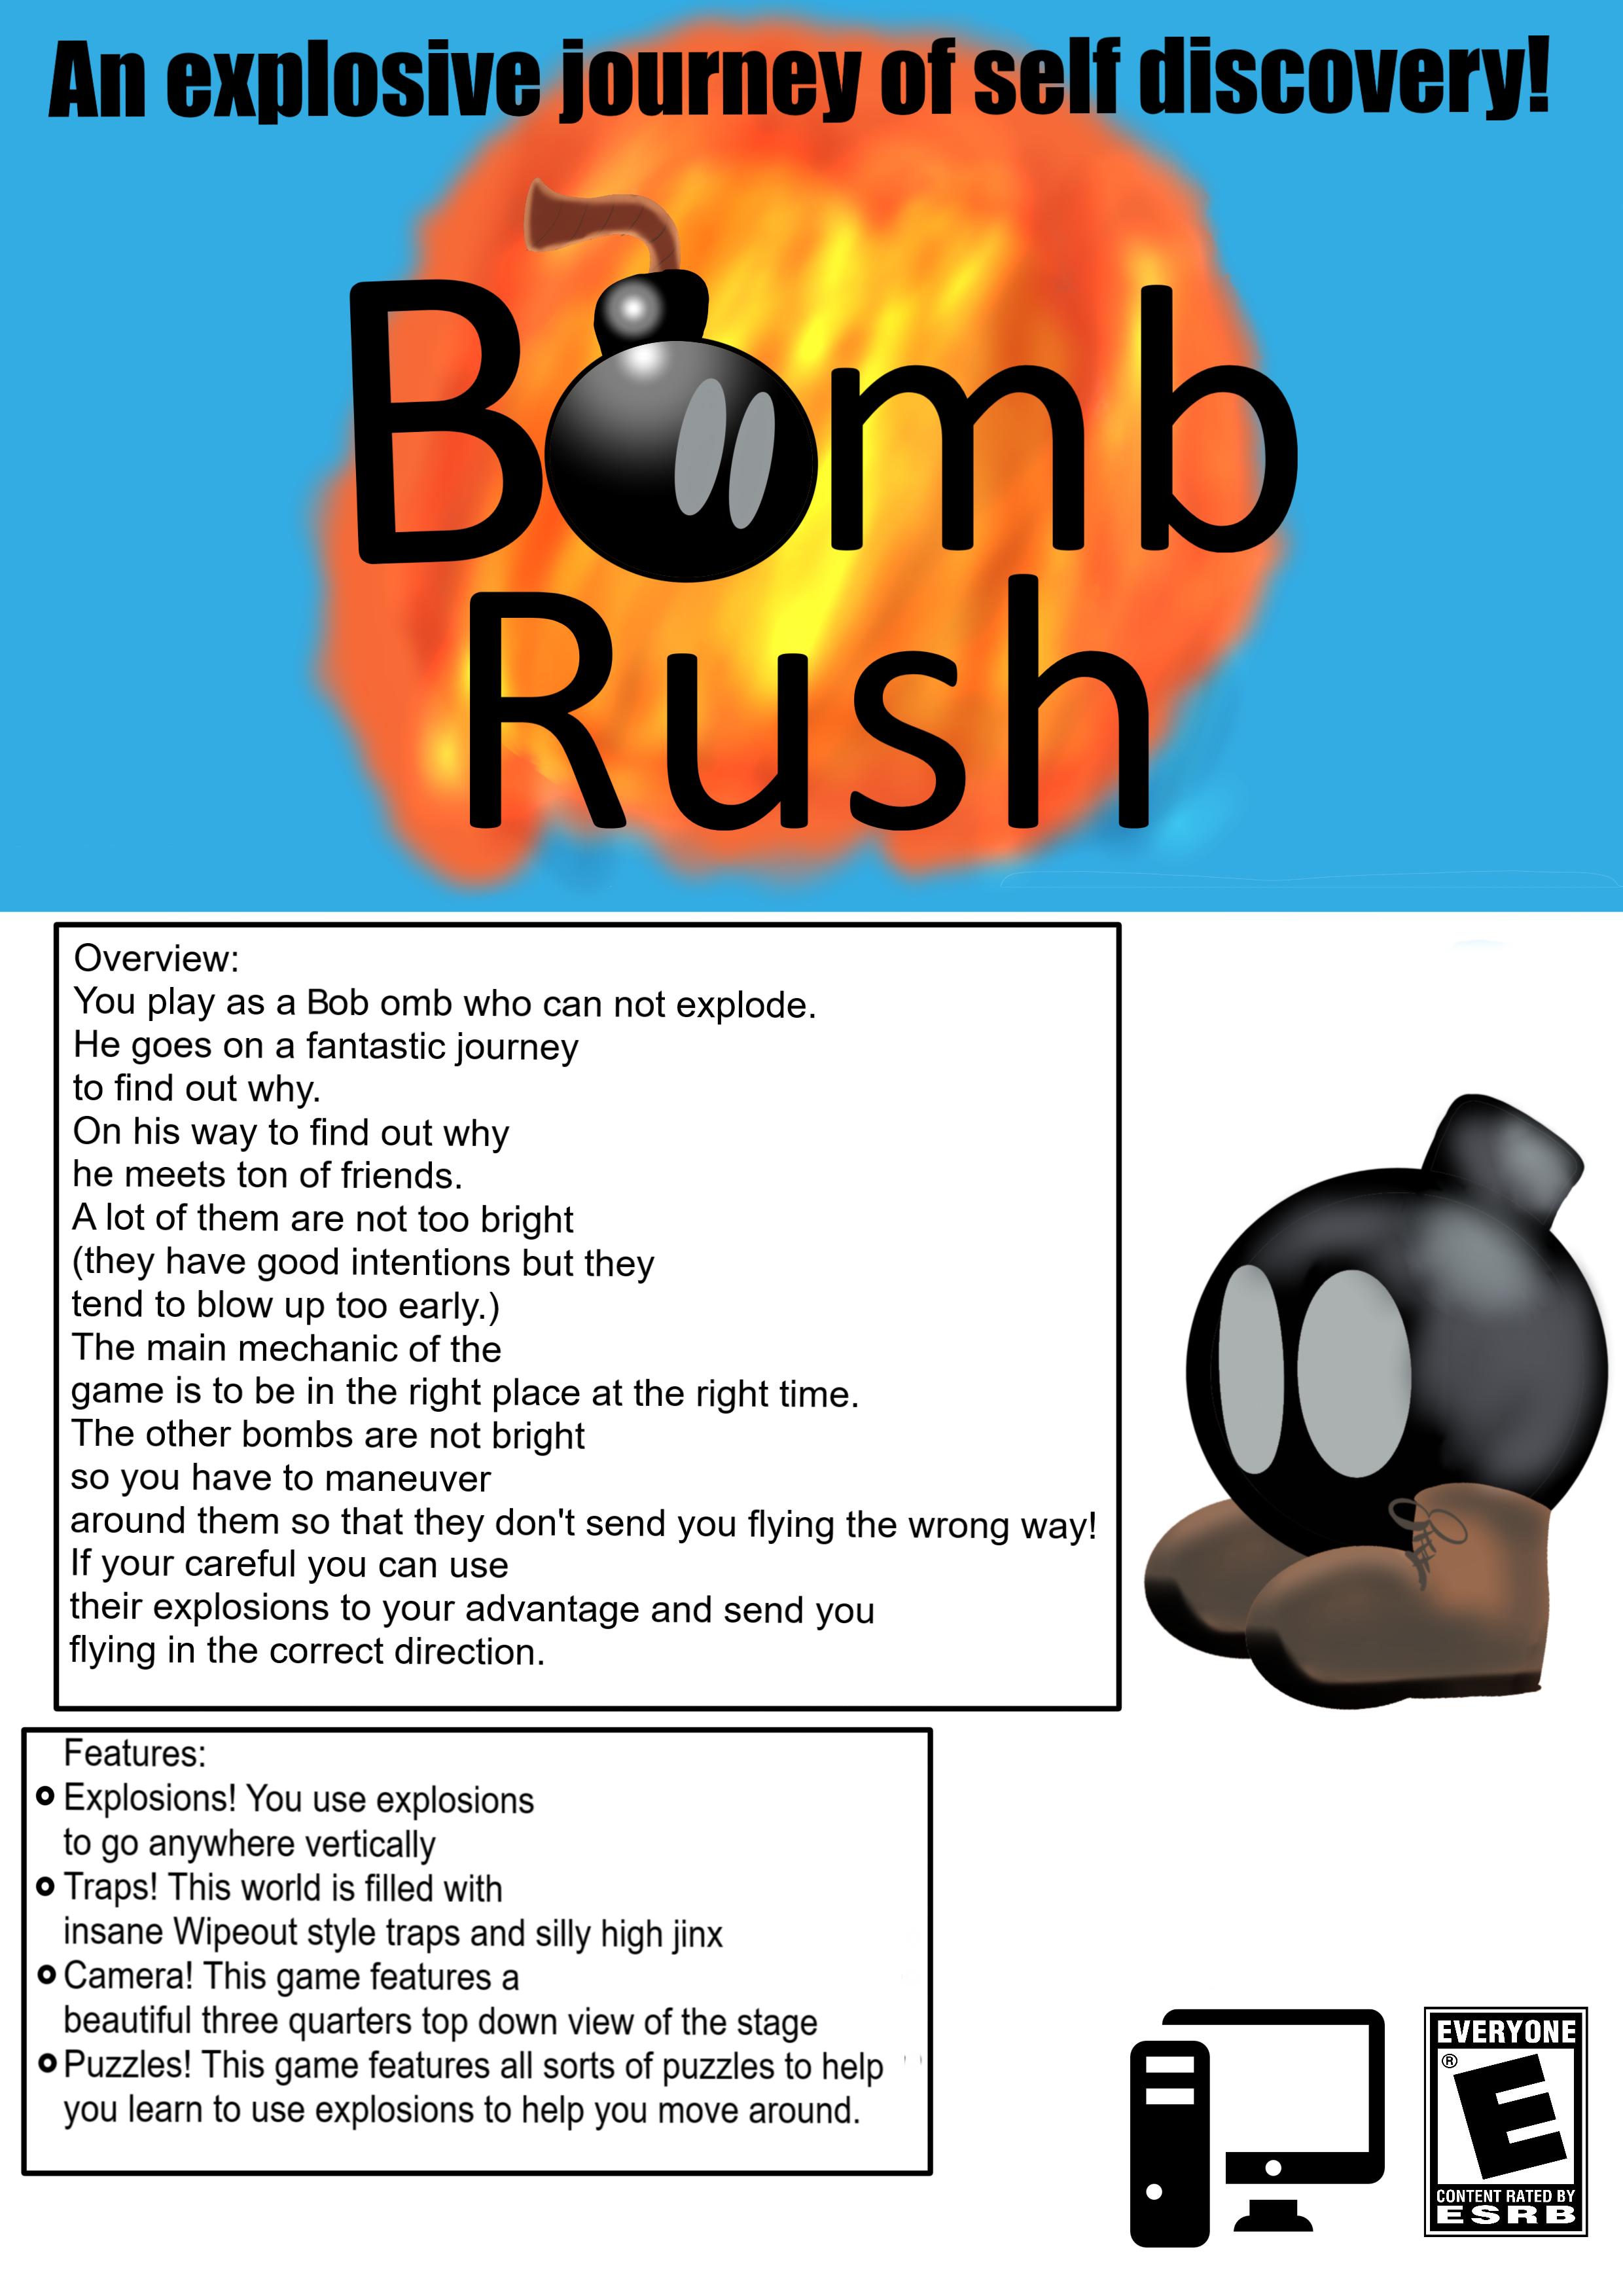 An explosive journey of self discovery!
Bomb
Rush
Overview:
You play as a Bob omb who can not explode.
He goes on a fantastic journey
to find out why.
On his way to find out why
he meets ton of friends.
A lot of them are not too bright
(they have good intentions but they
tend to blow up too early.)
The main mechanic of the
game is to be in the right place at the right time.
The other bombs are not bright
so you have to maneuver
around them so that they don't send you flying the wrong way!
If your careful you can use
their explosions to your advantage and send you
flying in the correct direction.
Features:
Explosions! You use explosions
to go anywhere vertically
Traps! This world is filled with
insane Wipeout style traps and silly high jinx
Camera! This game features a
beautiful three quarters top down view of the stage
Puzzles! This game features all sorts of puzzles to help
you learn to use explosions to help you move around.
EVERYONE
®
E
CONTENT RATED BY
ESRB